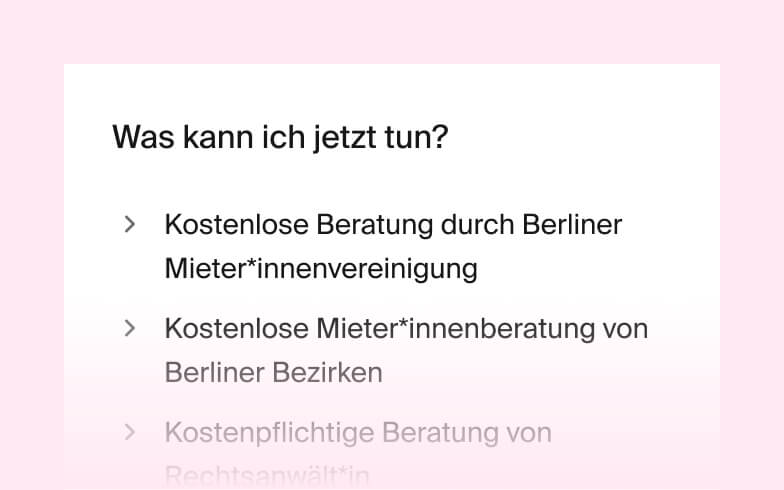 Was kann ich jetzt tun?
Kostenlose Beratung durch Berliner
Mieter*innenvereinigung
Kostenlose Mieter*innenberatung von
Berliner Bezirken
Kostenpflichtige Beratung von
Rechtsanwält*in